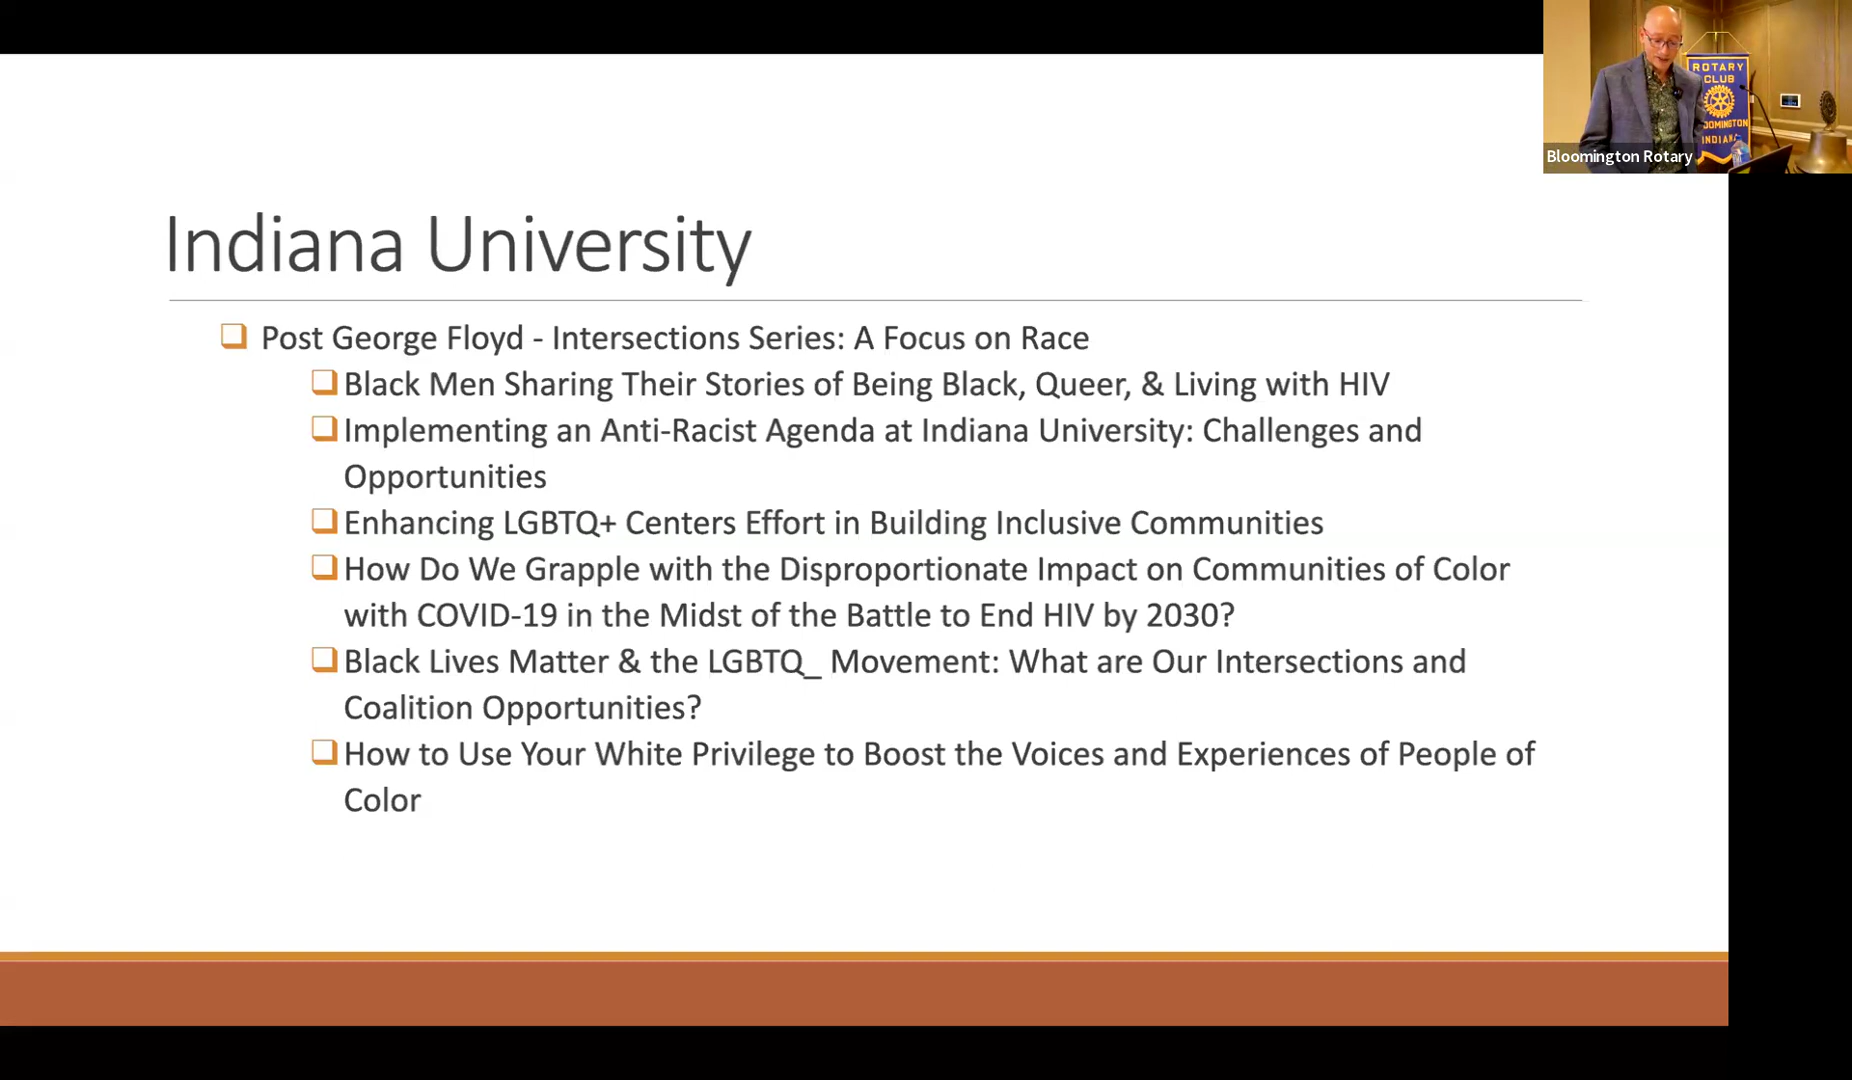 Indiana University
Post George Floyd - Intersections Series: A Focus on Race
Black Men Sharing Their Stories of Being Black, Queer, & Living with HIV
Implementing an Anti-Racist Agenda at Indiana University: Challenges and
Opportunities
Enhancing LGBTQ+ Centers Effort in Building Inclusive Communities
How Do We Grapple with the Disproportionate Impact on Communities of Color
with COVID-19 in the Midst of the Battle to End HIV by 2030?
Black Lives Matter & the LGBTQ_ Movement: What are Our Intersections and
Coalition Opportunities?
How to Use Your White Privilege to Boost the Voices and Experiences of People of
Color
ROTARY
CLUB
OOMINGTON
INDIANA
Bloomington Rotary